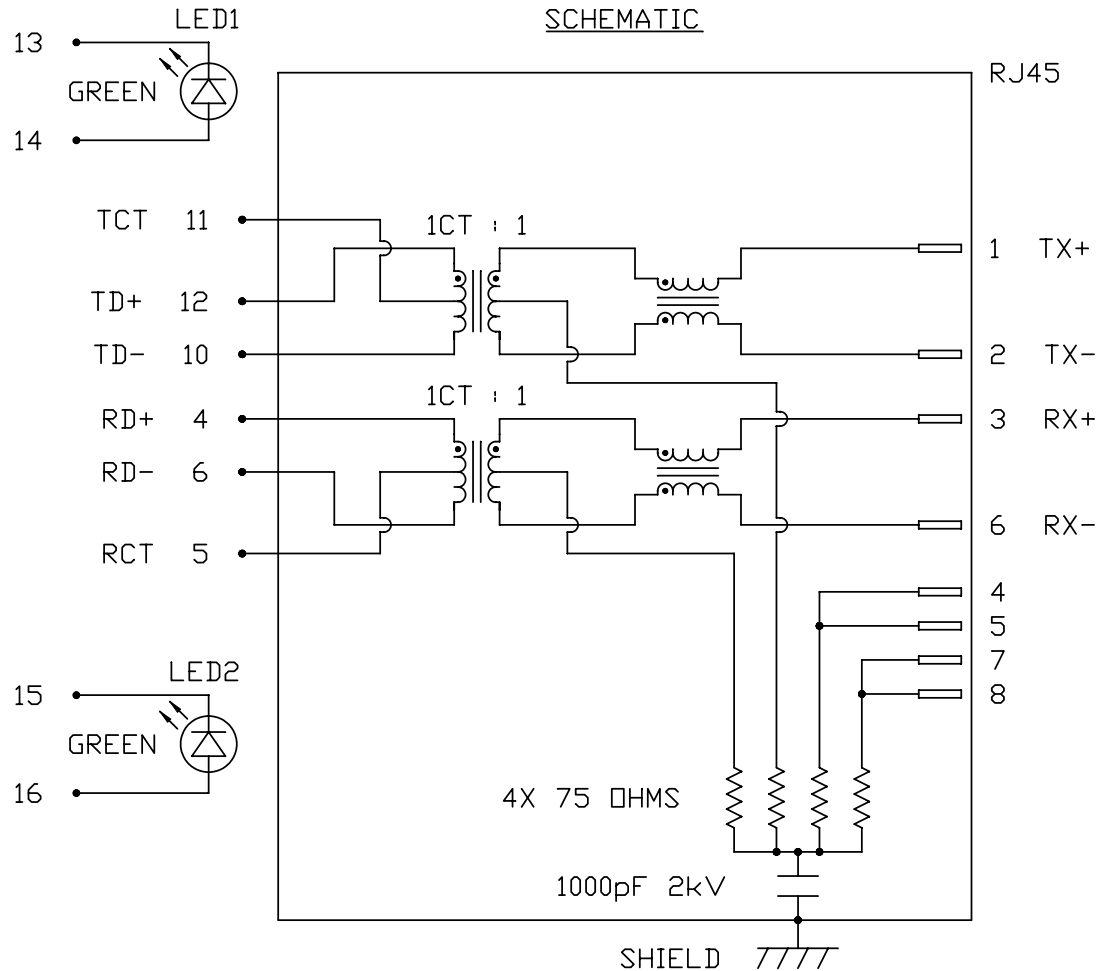 SCHEMATIC
LED1
13
GREEN
14
RJ45
TCT 11
1CT : 1
1 TX+
TD+ 12
TD- 10
2 TX-
1CT : 1
RD+ 4
3 RX+
RD- 6
6 RX-
RCT 5
4
5
7
8
LED2
15
GREEN
16
4X 75 OHMS
1000pF 2kV
SHIELD